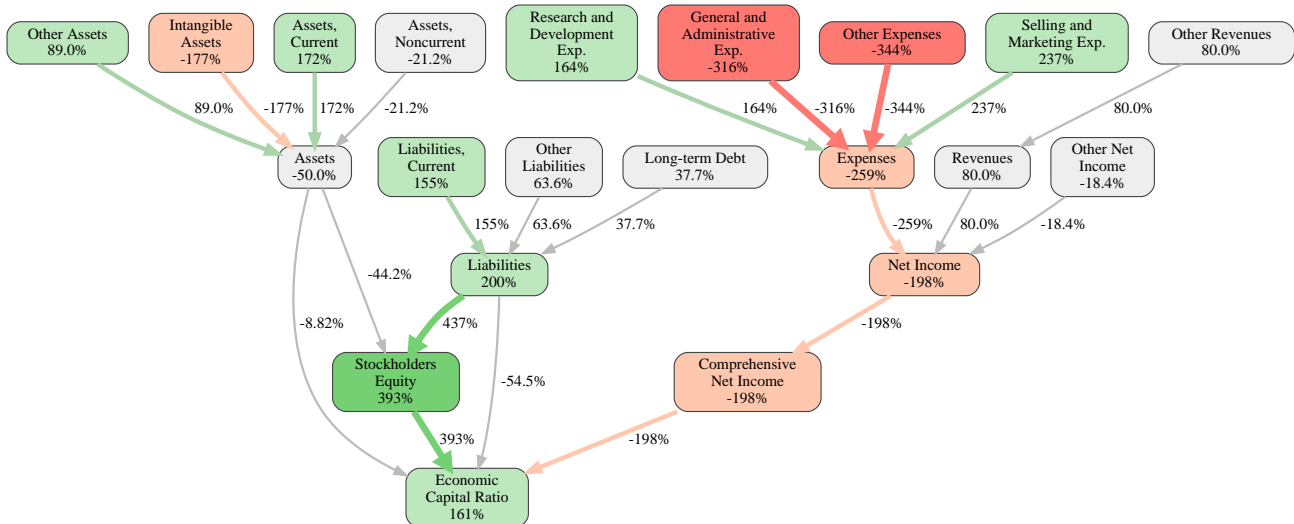 Other Assets
89.0%
Intangible
Assets
-177%
Assets,
Current
172%
Assets,
Noncurrent
-21.2%
Research and
Development
Exp.
164%
General and
Administrative
Exp.
-316%
Other Expenses
-344%
Selling and
Marketing Exp.
237%
Other Revenues
80.0%
89.0%
-177%
172%
-21.2%
164%
-316%
-344%
237%
80.0%
Assets
-50.0%
Liabilities,
Current
155%
Other
Liabilities
63.6%
Long-term Debt
37.7%
Expenses
-259%
Revenues
80.0%
Other Net
Income
-18.4%
155%
63.6%
37.7%
-259%
80.0%
-18.4%
-44.2%
Liabilities
200%
Net Income
-198%
-8.82%
437%
-198%
Stockholders
Equity
393%
-54.5%
Comprehensive
Net Income
-198%
393%
-198%
Economic
Capital Ratio
161%